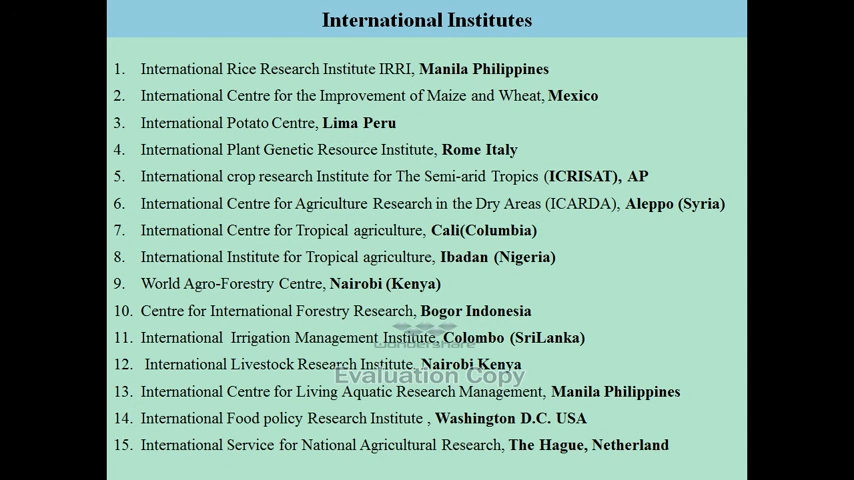 International Institutes
1. International Rice Research Institute IRRI, Manila Philippines
2. International Centre for the Improvement of Maize and Wheat, Mexico
3. International Potato Centre, Lima Peru
4. International Plant Genetic Resource Institute, Rome Italy
5. International crop research Institute for The Semi-arid Tropics (ICRISAT), AP
6. International Centre for Agriculture Research in the Dry Areas (ICARDA), Aleppo (Syria)
7. International Centre for Tropical agriculture, Cali(Columbia)
8. International Institute for Tropical agriculture, Ibadan (Nigeria)
9. World Agro-Forestry Centre, Nairobi (Kenya)
10. Centre for International Forestry Research, Bogor Indonesia
11. International Irrigation Management Institute, Colombo (SriLanka)
wondershare
12. International Livestock Research Institute, Nairobi Kenya
Evaluation Copy
13. International Centre for Living Aquatic Research Management, Manila Philippines
14. International Food policy Research Institute , Washington D.C. USA
15. International Service for National Agricultural Research, The Hague, Netherland